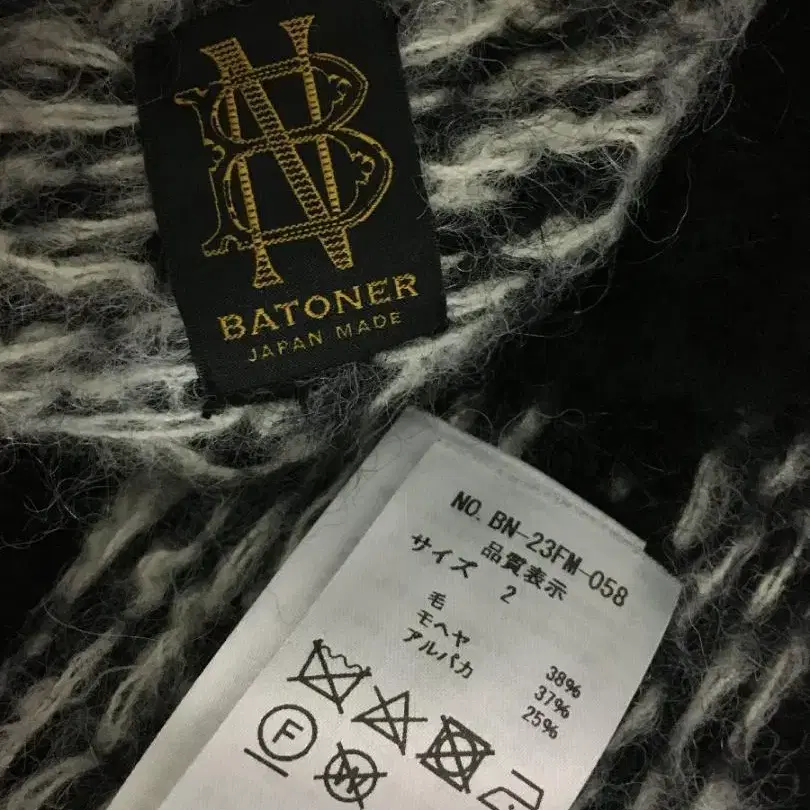 BN
BATONER
JAPAN MADE
NO. BN-23FM-058
品質表示
サイズ 2
毛 38%
モヘヤ 37%
アルパカ 25%
F
W